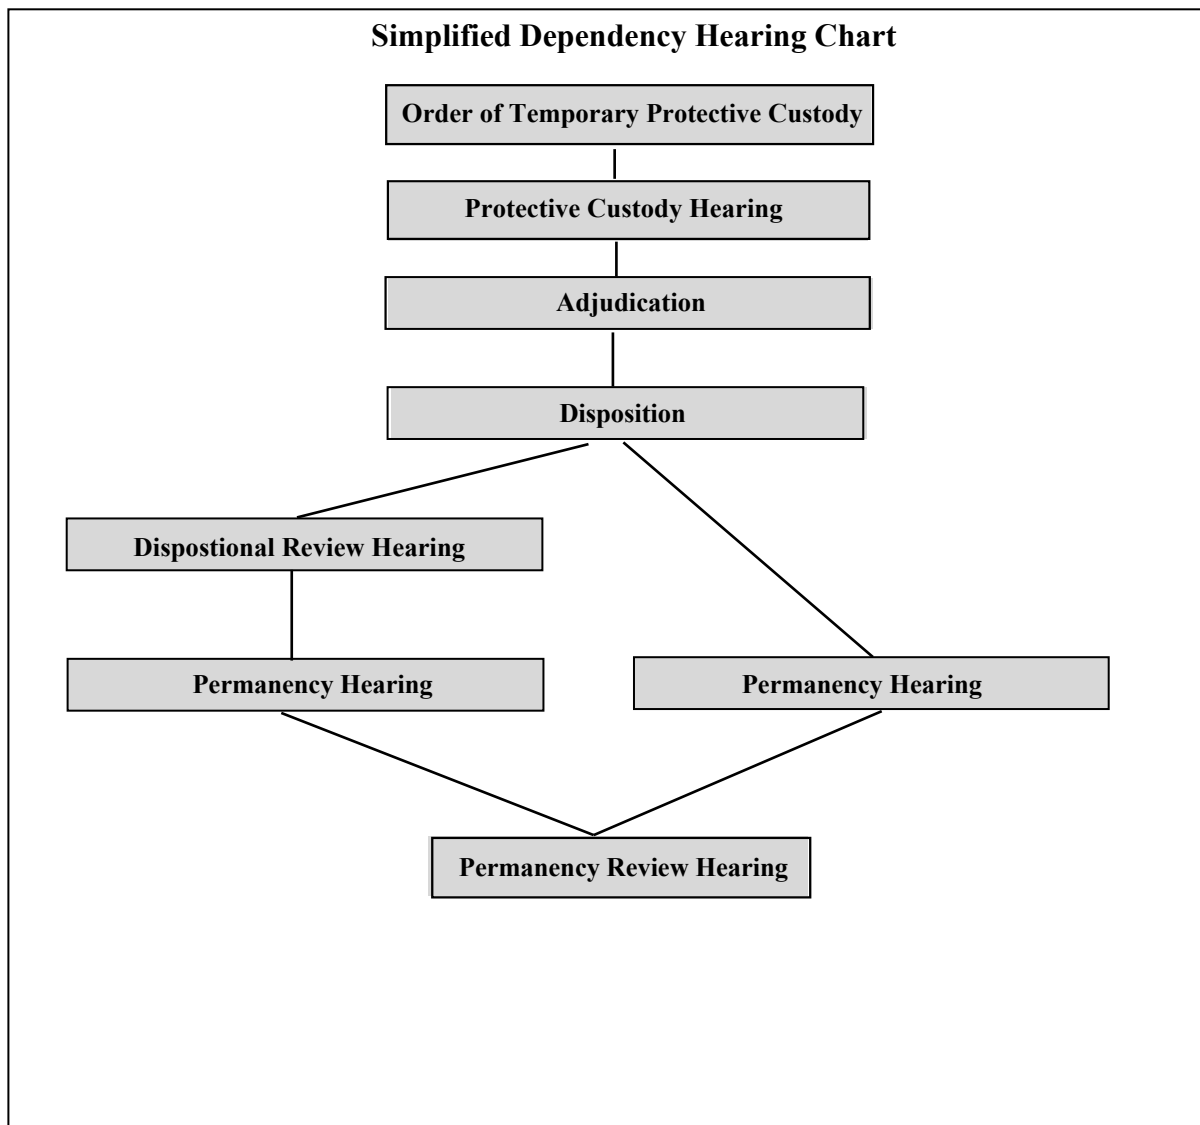 Simplified Dependency Hearing Chart
Order of Temporary Protective Custody
Protective Custody Hearing
Adjudication
Disposition
Dispostional Review Hearing
Permanency Hearing
Permanency Hearing
Permanency Review Hearing